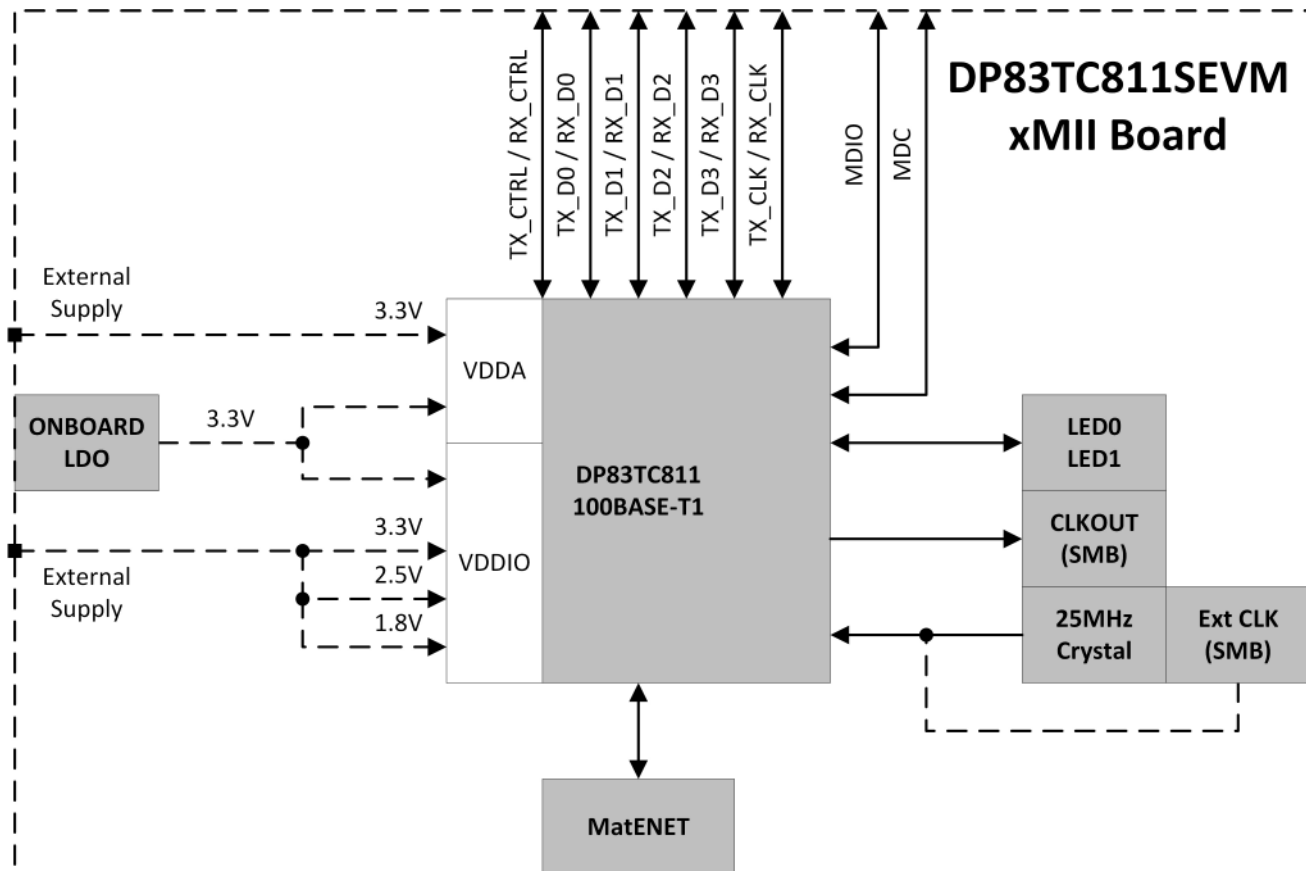 DP83TC811SEVM
xMII Board
TX_CTRL / RX_CTRL
TX_D0 / RX_D0
TX_D1 / RX_D1
TX_D2 / RX_D2
TX_D3 / RX_D3
TX_CLK / RX_CLK
MDIO
MDC
External
Supply
3.3V
VDDA
ONBOARD
LDO
3.3V
DP83TC811
100BASE-T1
VDDIO
3.3V
2.5V
1.8V
External
Supply
LED0
LED1
CLKOUT
(SMB)
25MHz
Crystal
Ext CLK
(SMB)
MatENET